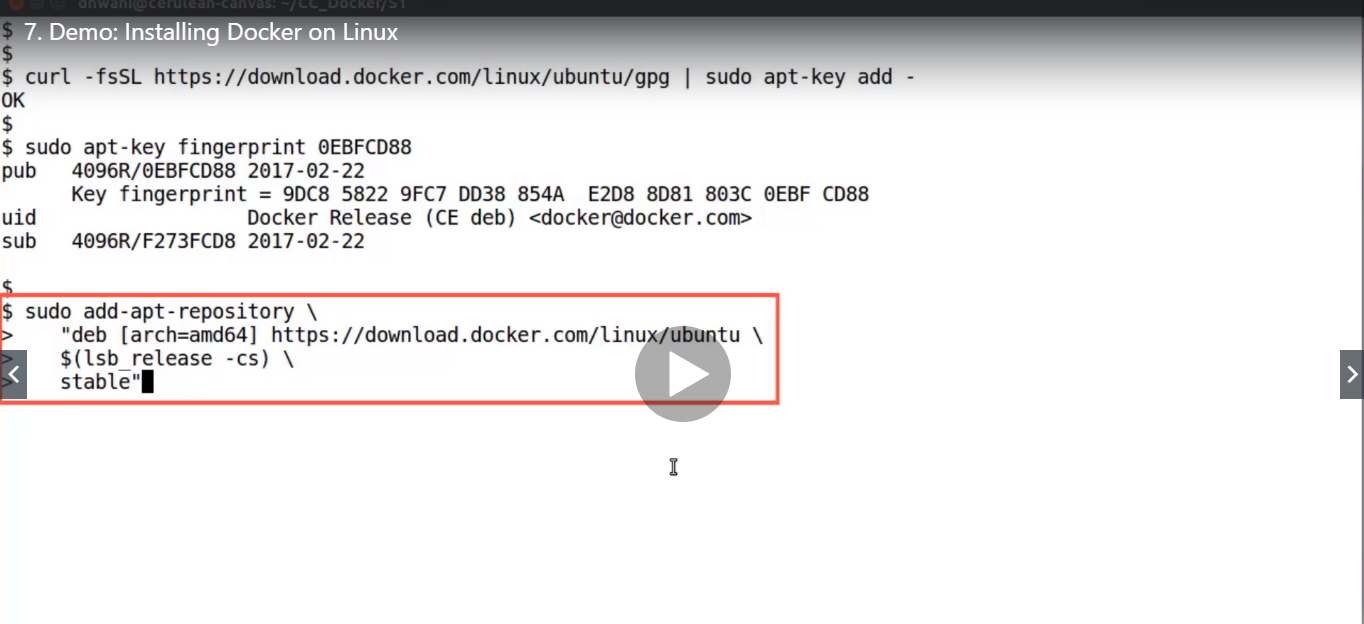 dhwani@cerulean-canvas: ~/CC_Docker/S1
7. Demo: Installing Docker on Linux
$
$
$ curl -fsSL https://download.docker.com/linux/ubuntu/gpg | sudo apt-key add -
OK
$
$ sudo apt-key fingerprint 0EBFCD88
pub   4096R/0EBFCD88 2017-02-22
      Key fingerprint = 9DC8 5822 9FC7 DD38 854A  E2D8 8D81 803C 0EBF CD88
uid                  Docker Release (CE deb) <docker@docker.com>
sub   4096R/F273FCD8 2017-02-22
$
$ sudo add-apt-repository \
>    "deb [arch=amd64] https://download.docker.com/linux/ubuntu \
>    $(lsb_release -cs) \
>    stable"